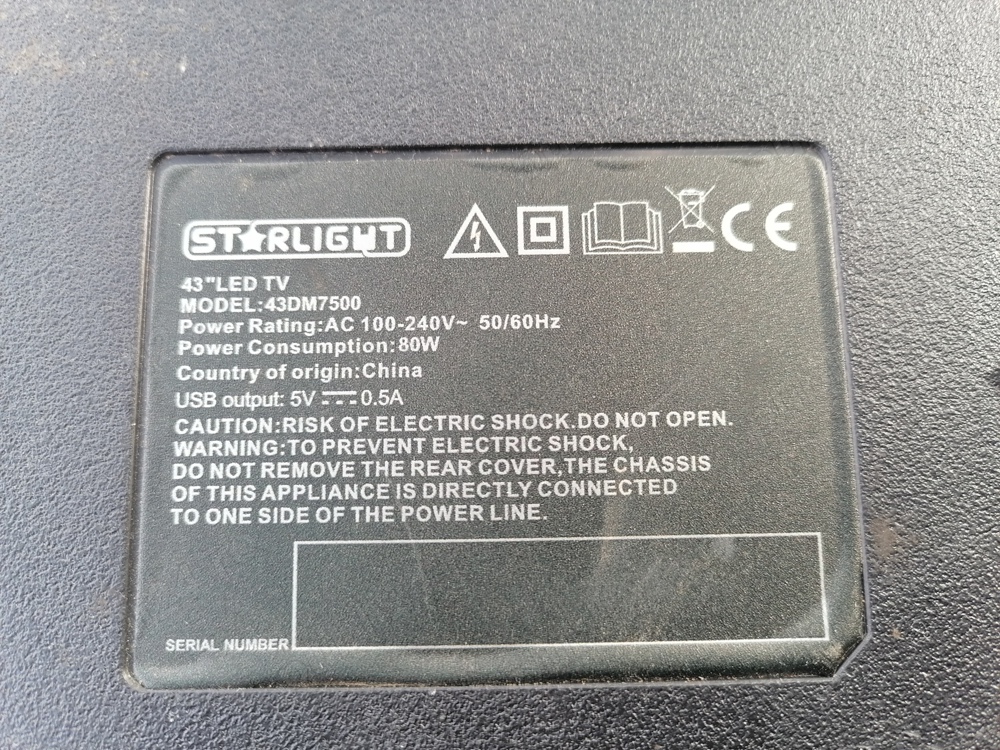 STARLIGHT CE
43"LED TV
MODEL:43DM7500
Power Rating:AC 100-240V~ 50/60Hz
Power Consumption:80W
Country of origin:China
USB output: 5V ⎓ 0.5A
CAUTION:RISK OF ELECTRIC SHOCK.DO NOT OPEN.
WARNING:TO PREVENT ELECTRIC SHOCK,
DO NOT REMOVE THE REAR COVER,THE CHASSIS
OF THIS APPLIANCE IS DIRECTLY CONNECTED
TO ONE SIDE OF THE POWER LINE.
SERIAL NUMBER